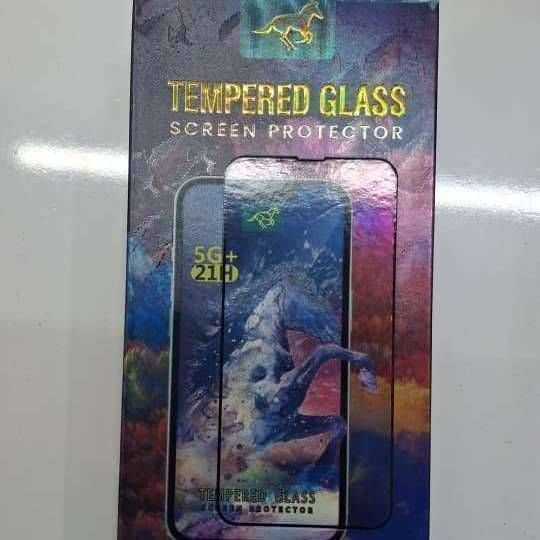 TEMPERED GLASS
SCREEN PROTECTOR
5G+
21H
TEMPERED GLASS
SCREEN PROTECTOR